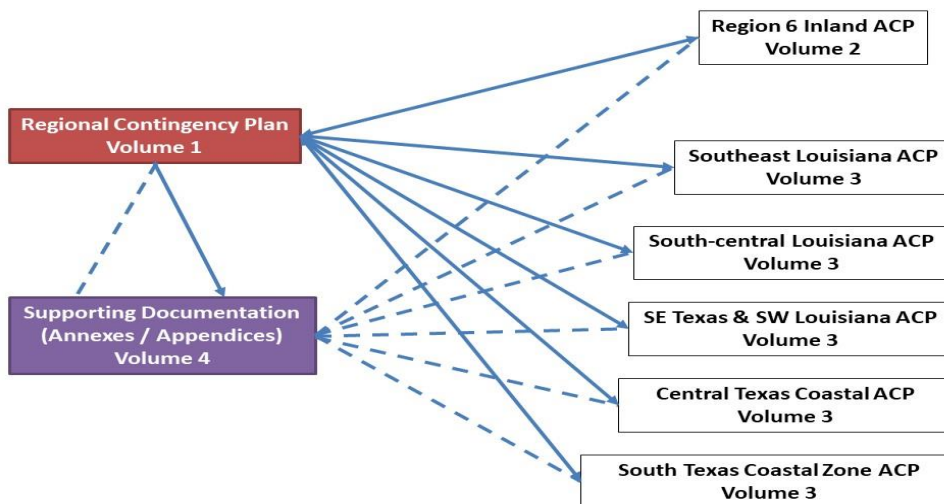 Region 6 Inland ACP
Volume 2
Regional Contingency Plan
Volume 1
Southeast Louisiana ACP
Volume 3
South-central Louisiana ACP
Volume 3
Supporting Documentation
(Annexes / Appendices)
Volume 4
SE Texas & SW Louisiana ACP
Volume 3
Central Texas Coastal ACP
Volume 3
South Texas Coastal Zone ACP
Volume 3